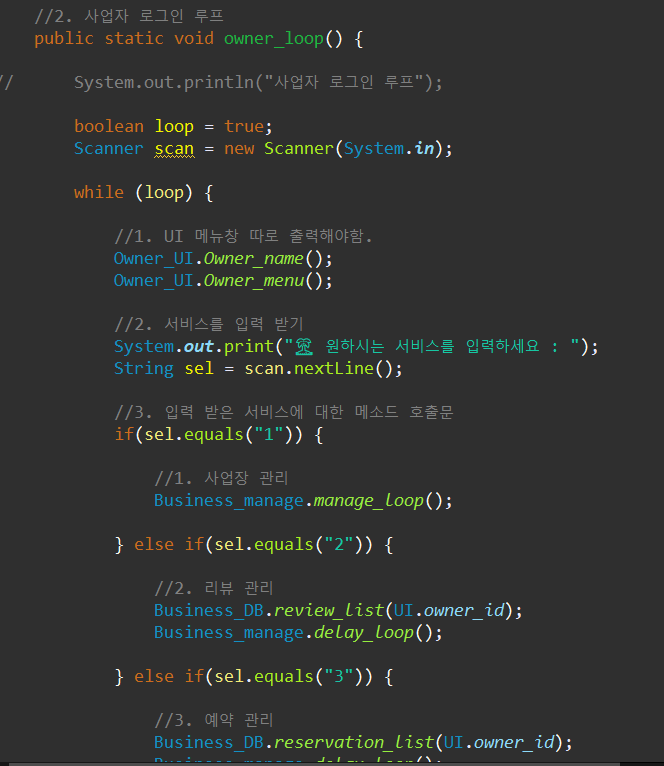 //2. 사업자 로그인 루프
public static void owner_loop() {
// System.out.println("사업자 로그인 루프");
boolean loop = true;
Scanner scan = new Scanner(System.in);
while (loop) {
//1. UI 메뉴창 따로 출력해야함.
Owner_UI.Owner_name();
Owner_UI.Owner_menu();
//2. 서비스를 입력 받기
System.out.print("🏝 원하시는 서비스를 입력하세요 : ");
String sel = scan.nextLine();
//3. 입력 받은 서비스에 대한 메소드 호출문
if(sel.equals("1")) {
//1. 사업장 관리
Business_manage.manage_loop();
} else if(sel.equals("2")) {
//2. 리뷰 관리
Business_DB.review_list(UI.owner_id);
Business_manage.delay_loop();
} else if(sel.equals("3")) {
//3. 예약 관리
Business_DB.reservation_list(UI.owner_id);